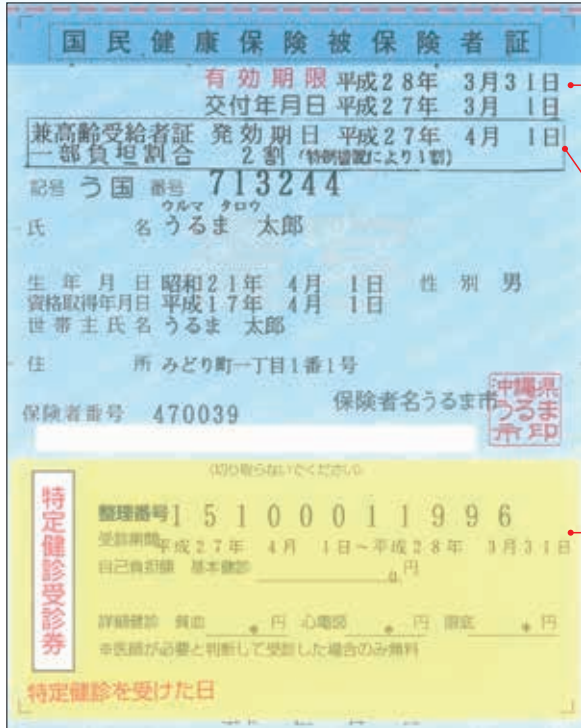 国民健康保険被保険者証
有効期限 平成28年 3月31日
交付年月日 平成27年 3月 1日
兼高齢受給者証 発効期日 平成27年 4月 1日
一部負担割合 2割 (特例措置により1割)
記号 う国 番号 713244
ウルマ タロウ
氏 名 うるま 太郎
生年月日 昭和21年 4月 1日 性別 男
資格取得年月日 平成17年 4月 1日
世帯主氏名 うるま 太郎
住 所 みどり町一丁目1番1号
保険者番号 470039 保険者名うるま市
沖縄県
うるま
市印
(切り取らないでください)
特定健診受診券
整理番号15100011996
受診期間平成27年 4月 1日~平成28年 3月31日
自己負担額 基本健診 0円
詳細健診 貧血 * 円 心電図 * 円 眼底 * 円
※医師が必要と判断して受診した場合のみ無料
特定健診を受けた日